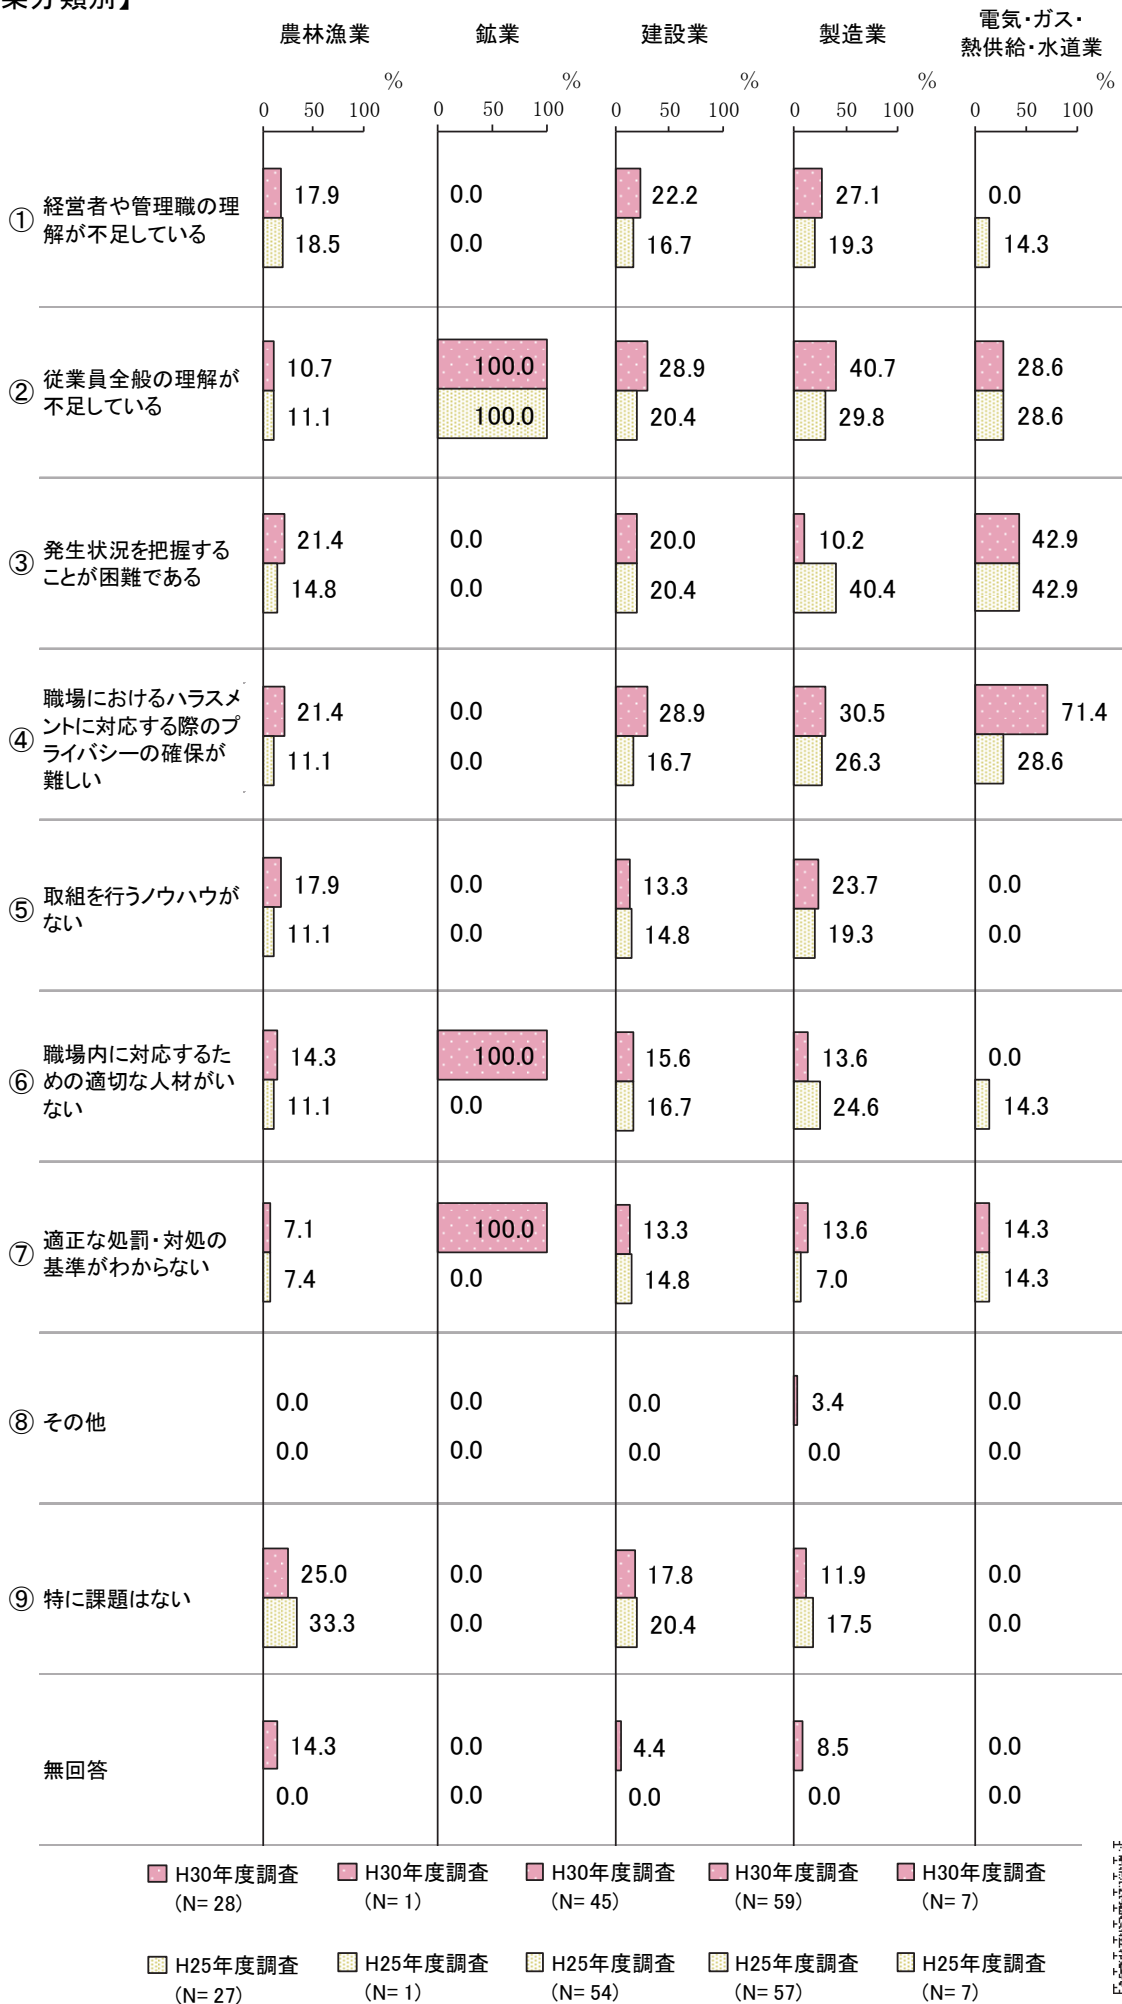 業分類別】
農林漁業 鉱業 建設業 製造業 電気・ガス・
熱供給・水道業
% % % % %
0 50 100 0 50 100 0 50 100 0 50 100 0 50 100
① 経営者や管理職の理
解が不足している
17.9 0.0 22.2 27.1 0.0
18.5 0.0 16.7 19.3 14.3
② 従業員全般の理解が
不足している
10.7 100.0 28.9 40.7 28.6
11.1 100.0 20.4 29.8 28.6
③ 発生状況を把握する
ことが困難である
21.4 0.0 20.0 10.2 42.9
14.8 0.0 20.4 40.4 42.9
④ 職場におけるハラスメ
ントに対応する際のプ
ライバシーの確保が
難しい
21.4 0.0 28.9 30.5 71.4
11.1 0.0 16.7 26.3 28.6
⑤ 取組を行うノウハウが
ない
17.9 0.0 13.3 23.7 0.0
11.1 0.0 14.8 19.3 0.0
⑥ 職場内に対応するた
めの適切な人材がい
ない
14.3 100.0 15.6 13.6 0.0
11.1 0.0 16.7 24.6 14.3
⑦ 適正な処罰・対処の
基準がわからない
7.1 100.0 13.3 13.6 14.3
7.4 0.0 14.8 7.0 14.3
⑧ その他
0.0 0.0 0.0 3.4 0.0
0.0 0.0 0.0 0.0 0.0
⑨ 特に課題はない
25.0 0.0 17.8 11.9 0.0
33.3 0.0 20.4 17.5 0.0
無回答
14.3 0.0 4.4 8.5 0.0
0.0 0.0 0.0 0.0 0.0
H30年度調査 H30年度調査 H30年度調査 H30年度調査 H30年度調査
(N= 28) (N= 1) (N= 45) (N= 59) (N= 7)
H25年度調査 H25年度調査 H25年度調査 H25年度調査 H25年度調査
(N= 27) (N= 1) (N= 54) (N= 57) (N= 7)